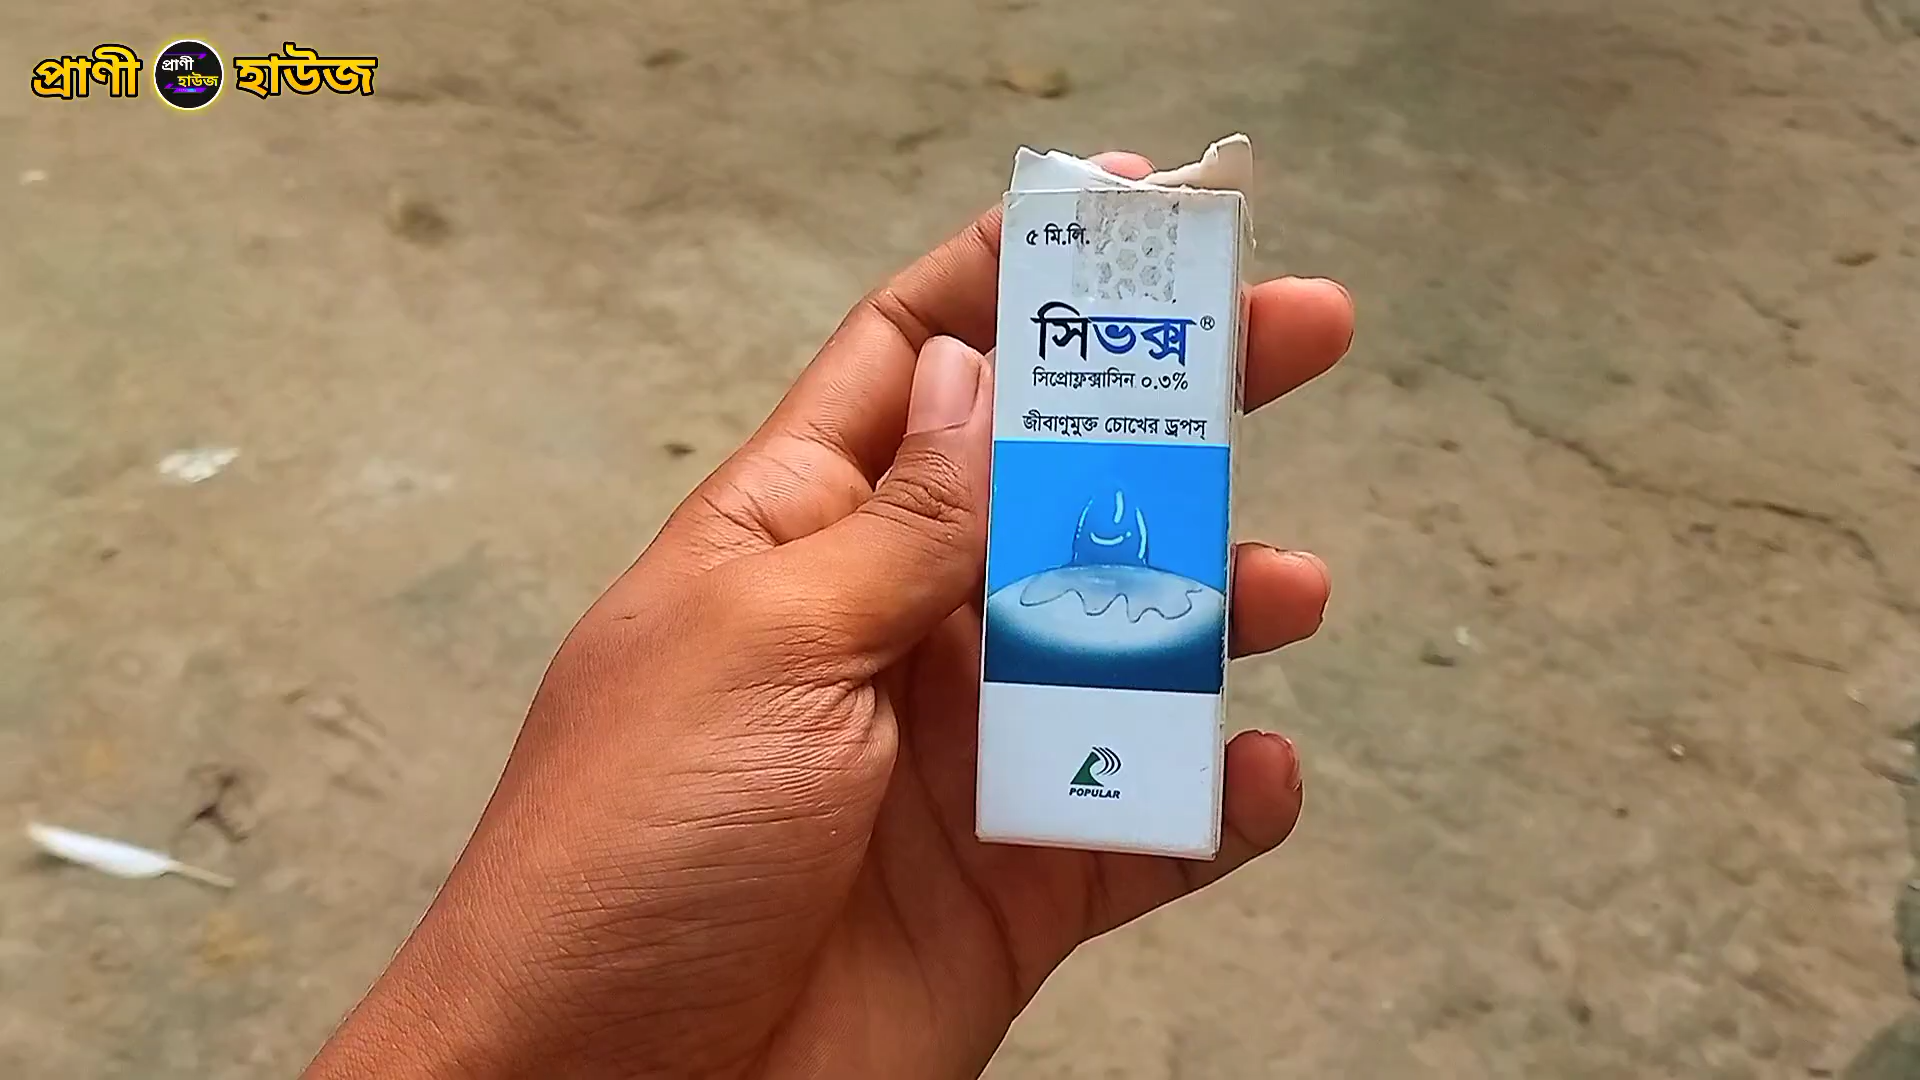 প্রাণী প্রাণী হাউজ হাউজ
৫ মি.লি.
সিভক্স®
সিপ্রোফ্লক্সাসিন ০.৩%
জীবাণুমুক্ত চোখের ড্রপস্
POPULAR